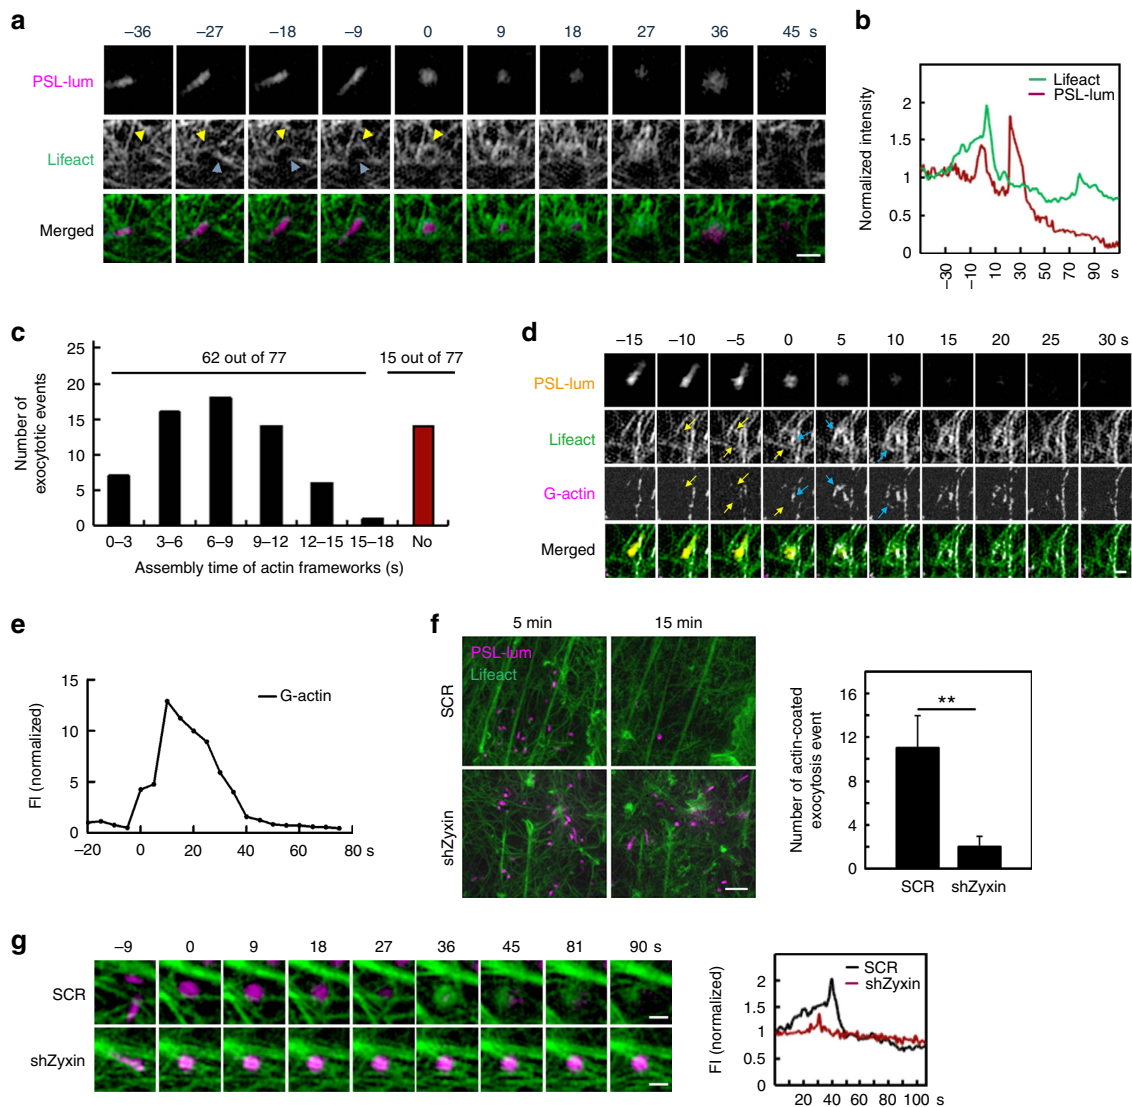 a
−36 −27 −18 −9 0 9 18 27 36 45 s
PSL-lum
Lifeact
Merged
b
Normalized intensity
2
1.5
1
0.5
0
Lifeact
PSL-lum
−30 −10 10 30 50 70 90 s
c
Number of
exocytotic events
25
20
15
10
5
0
62 out of 77
15 out of 77
0–3 3–6 6–9 9–12 12–15 15–18 No
Assembly time of actin frameworks (s)
d
−15 −10 −5 0 5 10 15 20 25 30 s
PSL-lum
Lifeact
G-actin
Merged
e
FI (normalized)
15
10
5
0
G-actin
−20 0 20 40 60 80 s
f
5 min 15 min
PSL-lum
Lifeact
SCR
shZyxin
Number of actin-coated
exocytosis event
16
12
8
4
0
**
SCR shZyxin
g
−9 0 9 18 27 36 45 81 90 s
SCR
shZyxin
FI (normalized)
2
1.5
1
0.5
0
SCR
shZyxin
20 40 60 80 100 s